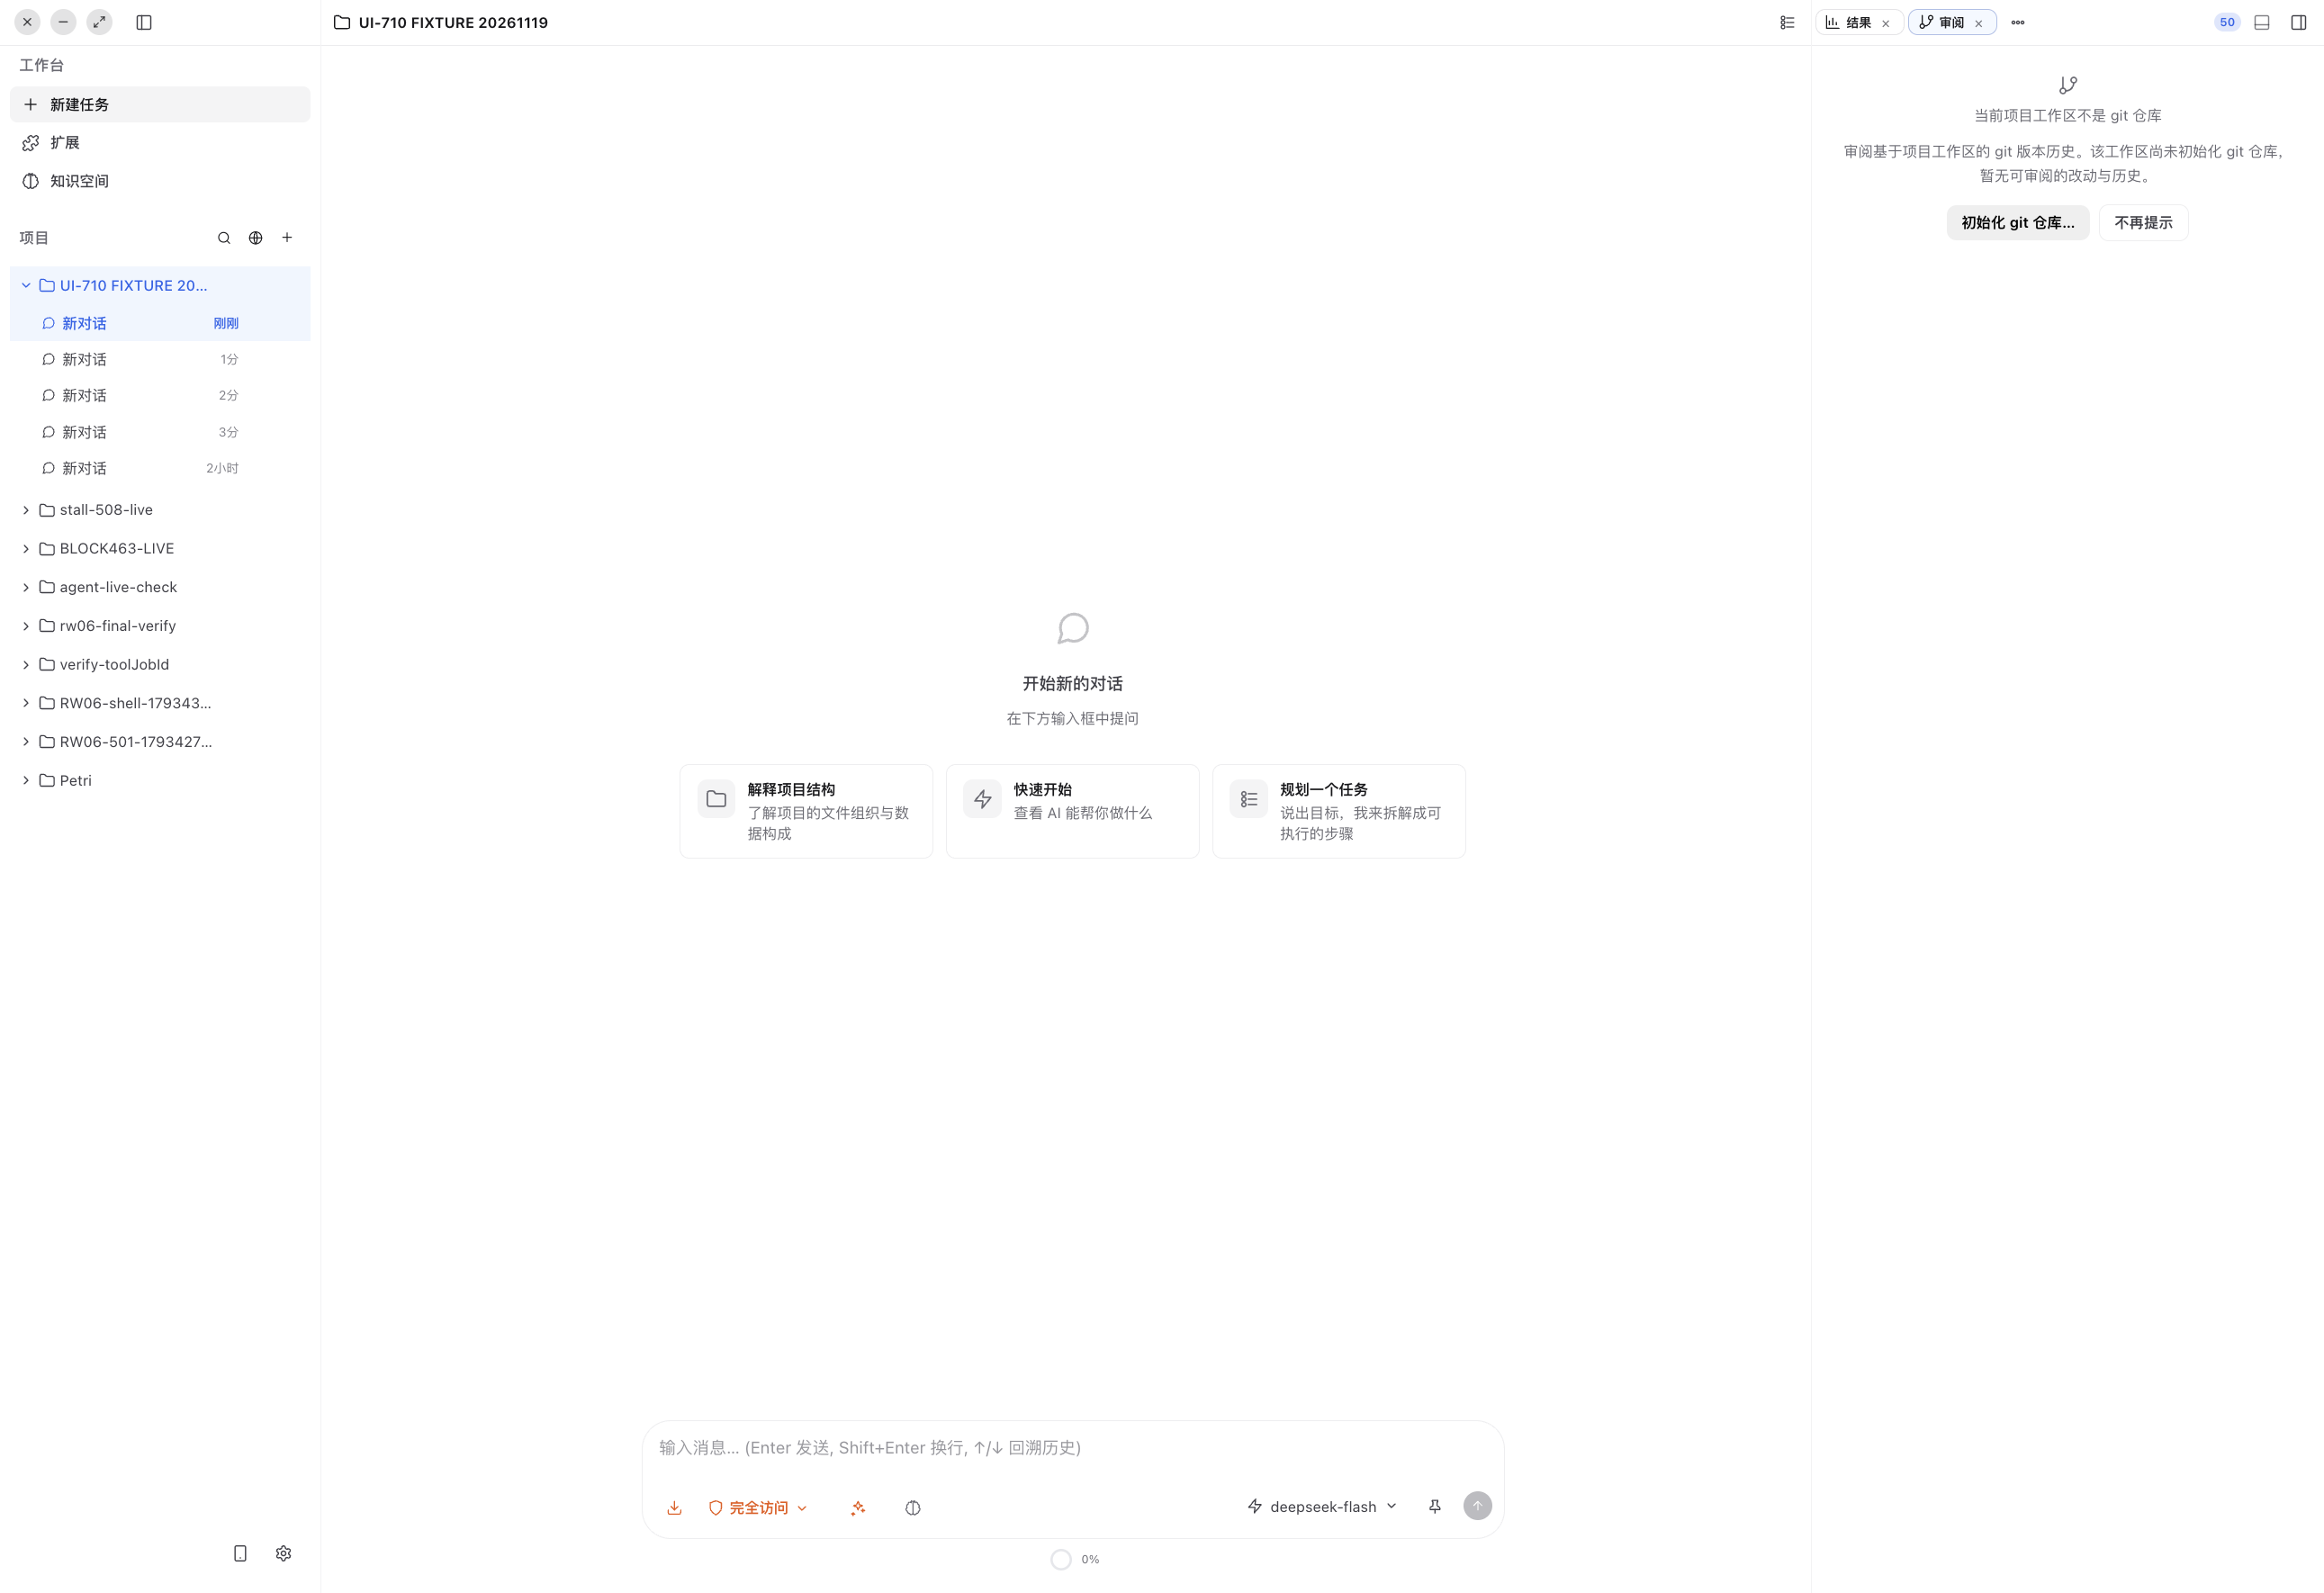 UI-710 FIXTURE 20261119
结果
审阅
50
工作台
新建任务
扩展
知识空间
项目
UI-710 FIXTURE 20...
新对话 刚刚
新对话 1分
新对话 2分
新对话 3分
新对话 2小时
stall-508-live
BLOCK463-LIVE
agent-live-check
rw06-final-verify
verify-toolJobId
RW06-shell-179343...
RW06-501-1793427...
Petri
开始新的对话
在下方输入框中提问
解释项目结构
了解项目的文件组织与数
据构成
快速开始
查看 AI 能帮你做什么
规划一个任务
说出目标，我来拆解成可
执行的步骤
输入消息... (Enter 发送, Shift+Enter 换行, ↑/↓ 回溯历史)
完全访问
deepseek-flash
0%
当前项目工作区不是 git 仓库
审阅基于项目工作区的 git 版本历史。该工作区尚未初始化 git 仓库，
暂无可审阅的改动与历史。
初始化 git 仓库...
不再提示